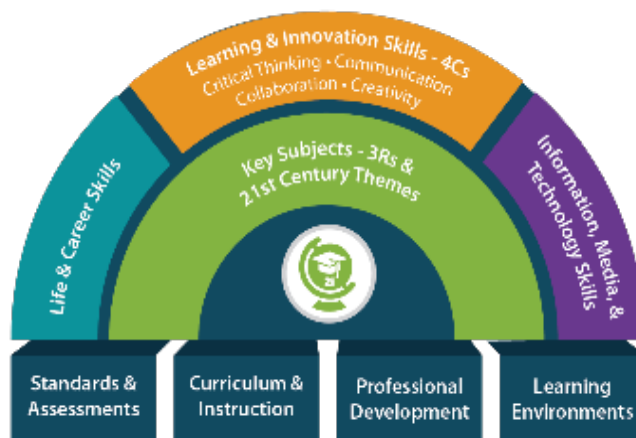 Learning & Innovation Skills - 4Cs
Critical Thinking • Communication
Collaboration • Creativity
Life & Career Skills
Key Subjects - 3Rs &
21st Century Themes
Information, Media, &
Technology Skills
Standards &
Assessments
Curriculum &
Instruction
Professional
Development
Learning
Environments